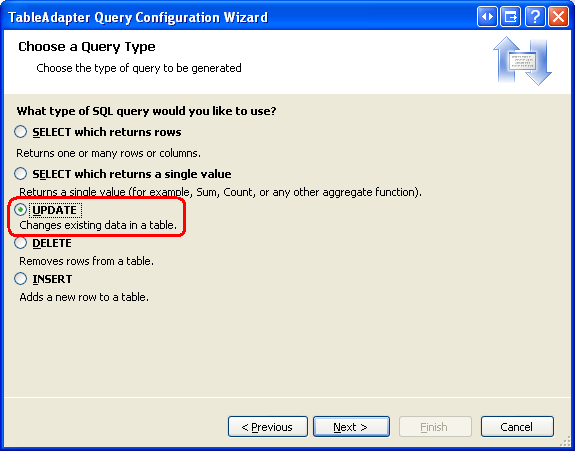 TableAdapter Query Configuration Wizard
Choose a Query Type
Choose the type of query to be generated
What type of SQL query would you like to use?
SELECT which returns rows
Returns one or many rows or columns.
SELECT which returns a single value
Returns a single value (for example, Sum, Count, or any other aggregate function).
UPDATE
Changes existing data in a table.
DELETE
Removes rows from a table.
INSERT
Adds a new row to a table.
< Previous Next > Finish Cancel